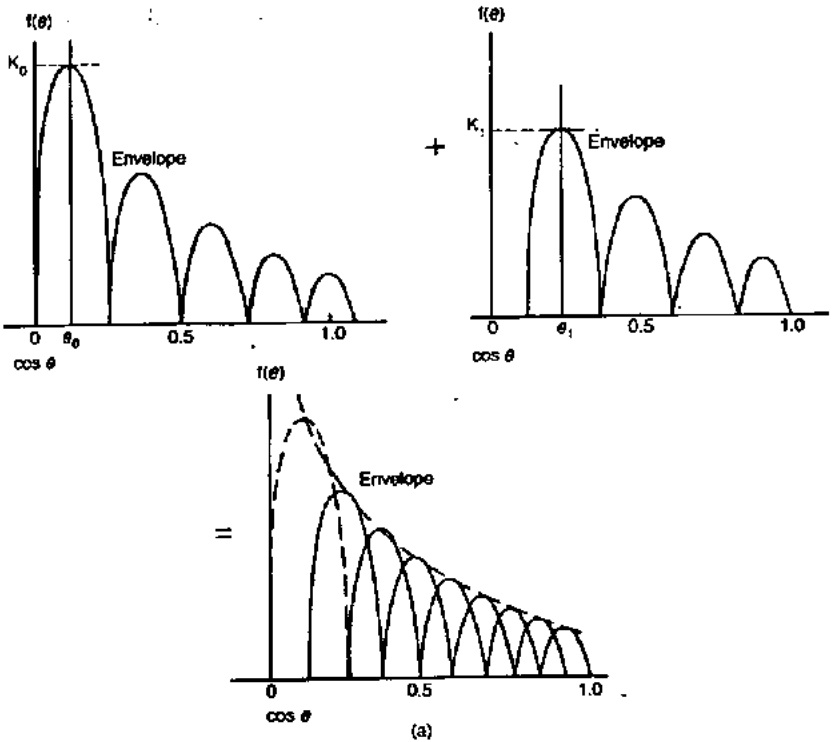 f(θ)
K₀
Envelope
0
θ₀
0.5
1.0
cos θ
+
f(θ)
K₁
Envelope
0
θ₁
0.5
1.0
cos θ
=
f(θ)
Envelope
0
0.5
1.0
cos θ
(a)